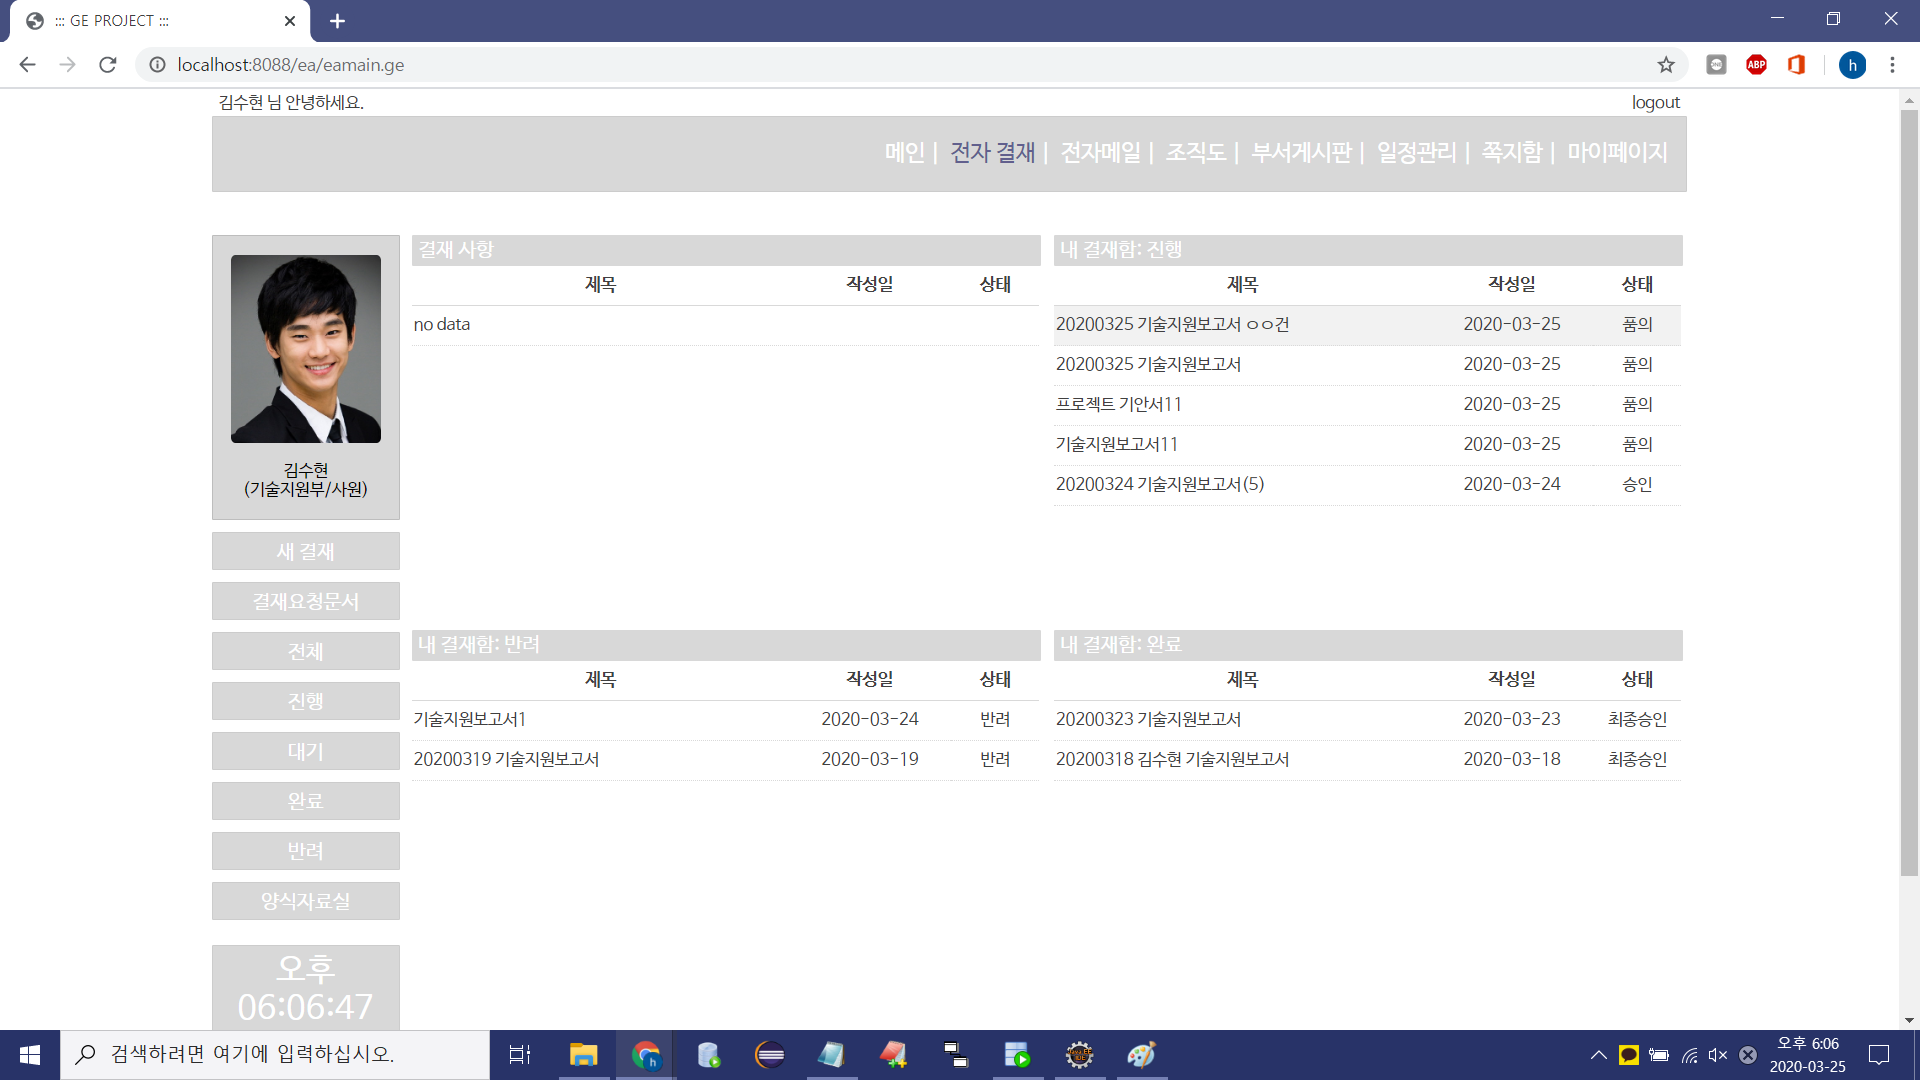 ::: GE PROJECT :::
localhost:8088/ea/eamain.ge
ABP
h
김수현 님 안녕하세요.
logout
메인 | 전자 결재 | 전자메일 | 조직도 | 부서게시판 | 일정관리 | 쪽지함 | 마이페이지
김수현
(기술지원부/사원)
새 결재
결재요청문서
전체
진행
대기
완료
반려
양식자료실
오후
06:06:47
결재 사항
제목 작성일 상태
no data
내 결재함: 진행
제목 작성일 상태
20200325 기술지원보고서 ㅇㅇ건 2020-03-25 품의
20200325 기술지원보고서 2020-03-25 품의
프로젝트 기안서11 2020-03-25 품의
기술지원보고서11 2020-03-25 품의
20200324 기술지원보고서(5) 2020-03-24 승인
내 결재함: 반려
제목 작성일 상태
기술지원보고서1 2020-03-24 반려
20200319 기술지원보고서 2020-03-19 반려
내 결재함: 완료
제목 작성일 상태
20200323 기술지원보고서 2020-03-23 최종승인
20200318 김수현 기술지원보고서 2020-03-18 최종승인
검색하려면 여기에 입력하십시오.
h
오후 6:06
2020-03-25